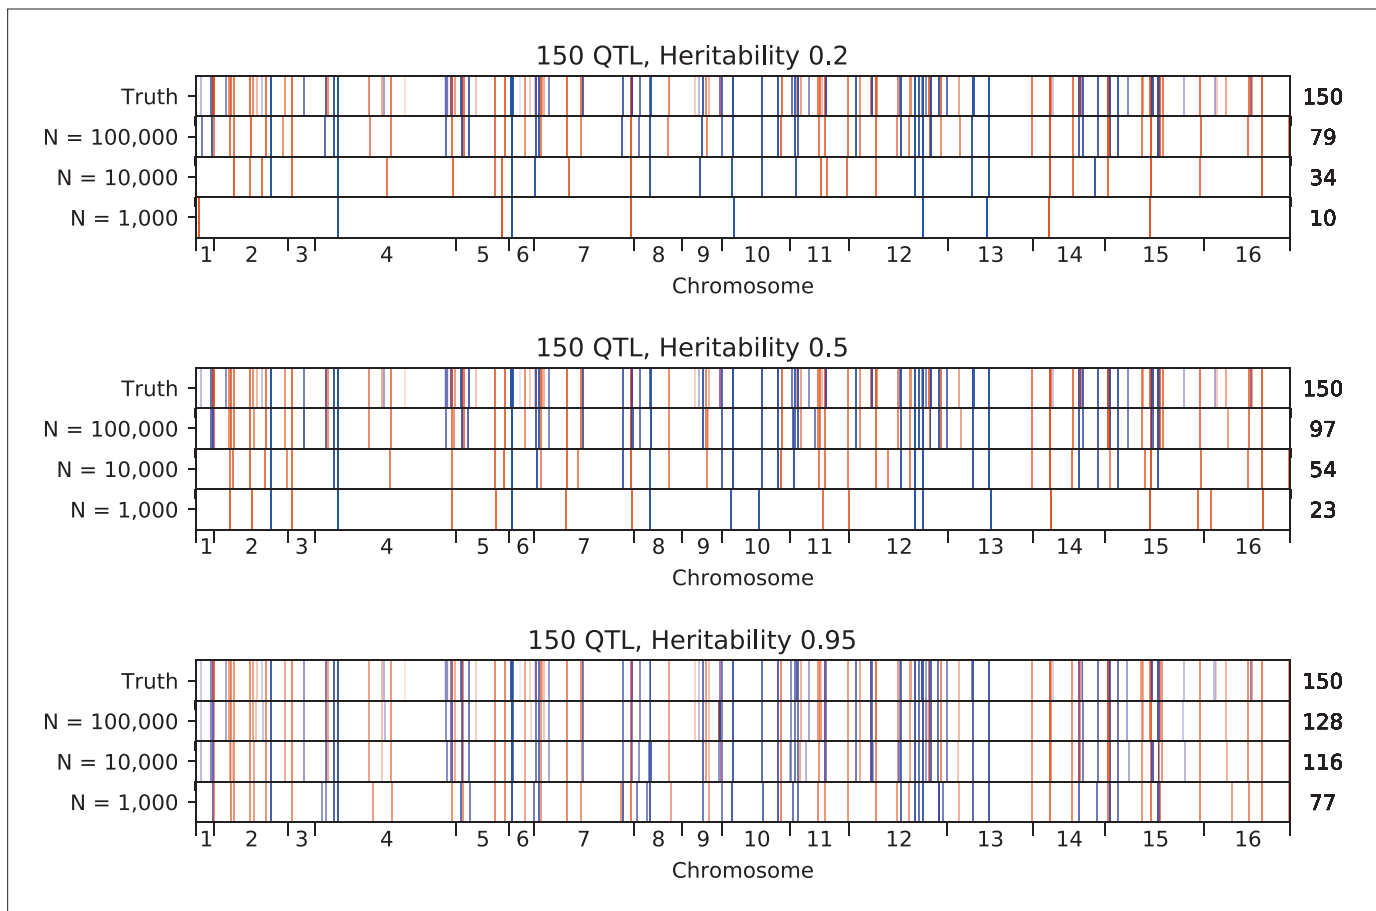 150 QTL, Heritability 0.2
Truth 150
N = 100,000 79
N = 10,000 34
N = 1,000 10
1 2 3 4 5 6 7 8 9 10 11 12 13 14 15 16
Chromosome
150 QTL, Heritability 0.5
Truth 150
N = 100,000 97
N = 10,000 54
N = 1,000 23
1 2 3 4 5 6 7 8 9 10 11 12 13 14 15 16
Chromosome
150 QTL, Heritability 0.95
Truth 150
N = 100,000 128
N = 10,000 116
N = 1,000 77
1 2 3 4 5 6 7 8 9 10 11 12 13 14 15 16
Chromosome